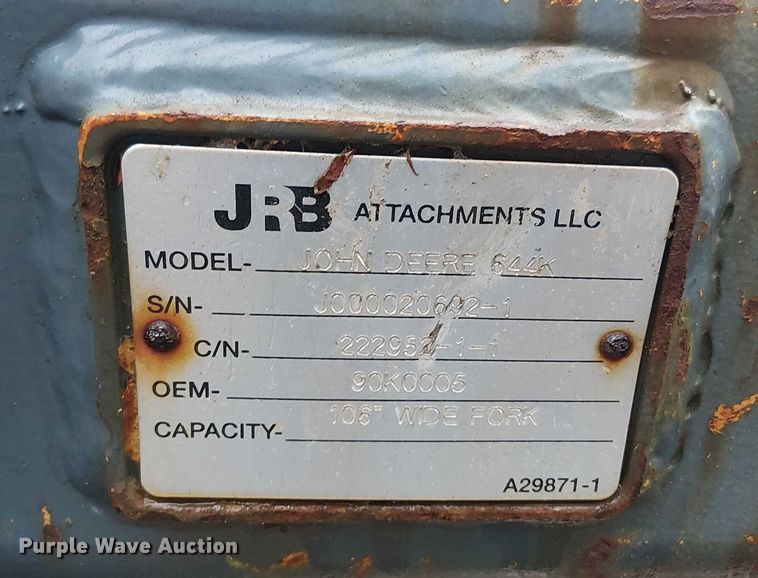 JRB ATTACHMENTS LLC
MODEL- JOHN DEERE 644K
S/N- J000020692-1
C/N- 222952-1-1
OEM- 90K0005
CAPACITY- 106" WIDE FORK
A29871-1
Purple Wave Auction